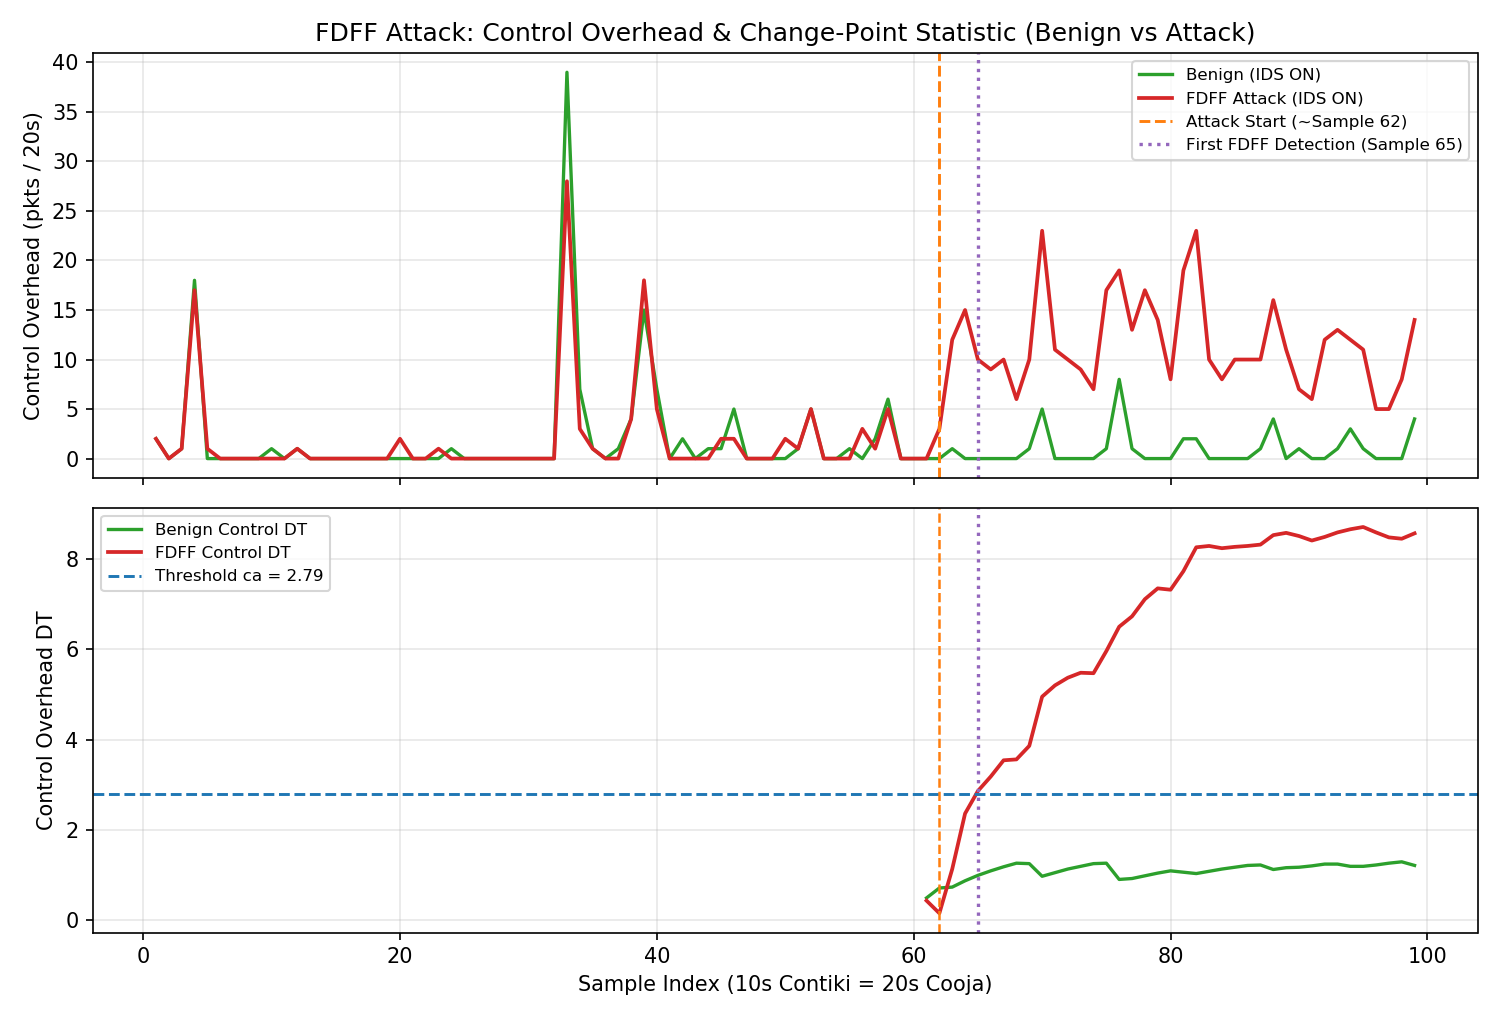 FDFF Attack: Control Overhead & Change-Point Statistic (Benign vs Attack)
Control Overhead (pkts / 20s)
40
35
30
25
20
15
10
5
0
Benign (IDS ON)
FDFF Attack (IDS ON)
Attack Start (~Sample 62)
First FDFF Detection (Sample 65)
Control Overhead DT
8
6
4
2
0
Benign Control DT
FDFF Control DT
Threshold ca = 2.79
0 20 40 60 80 100
Sample Index (10s Contiki = 20s Cooja)